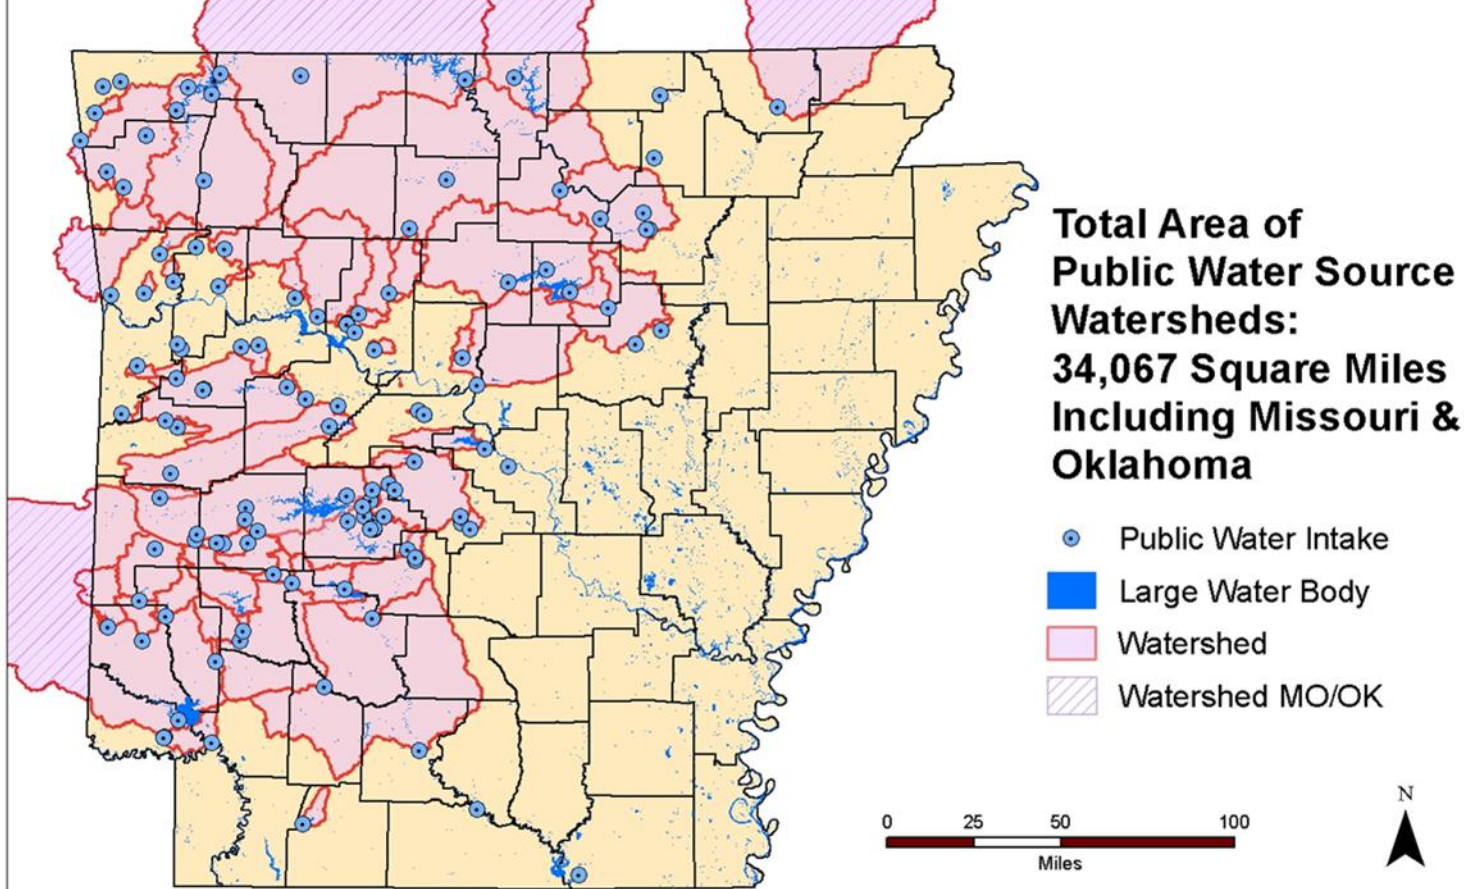 Total Area of
Public Water Source
Watersheds:
34,067 Square Miles
Including Missouri &
Oklahoma
Public Water Intake
Large Water Body
Watershed
Watershed MO/OK
N
0 25 50 100
Miles